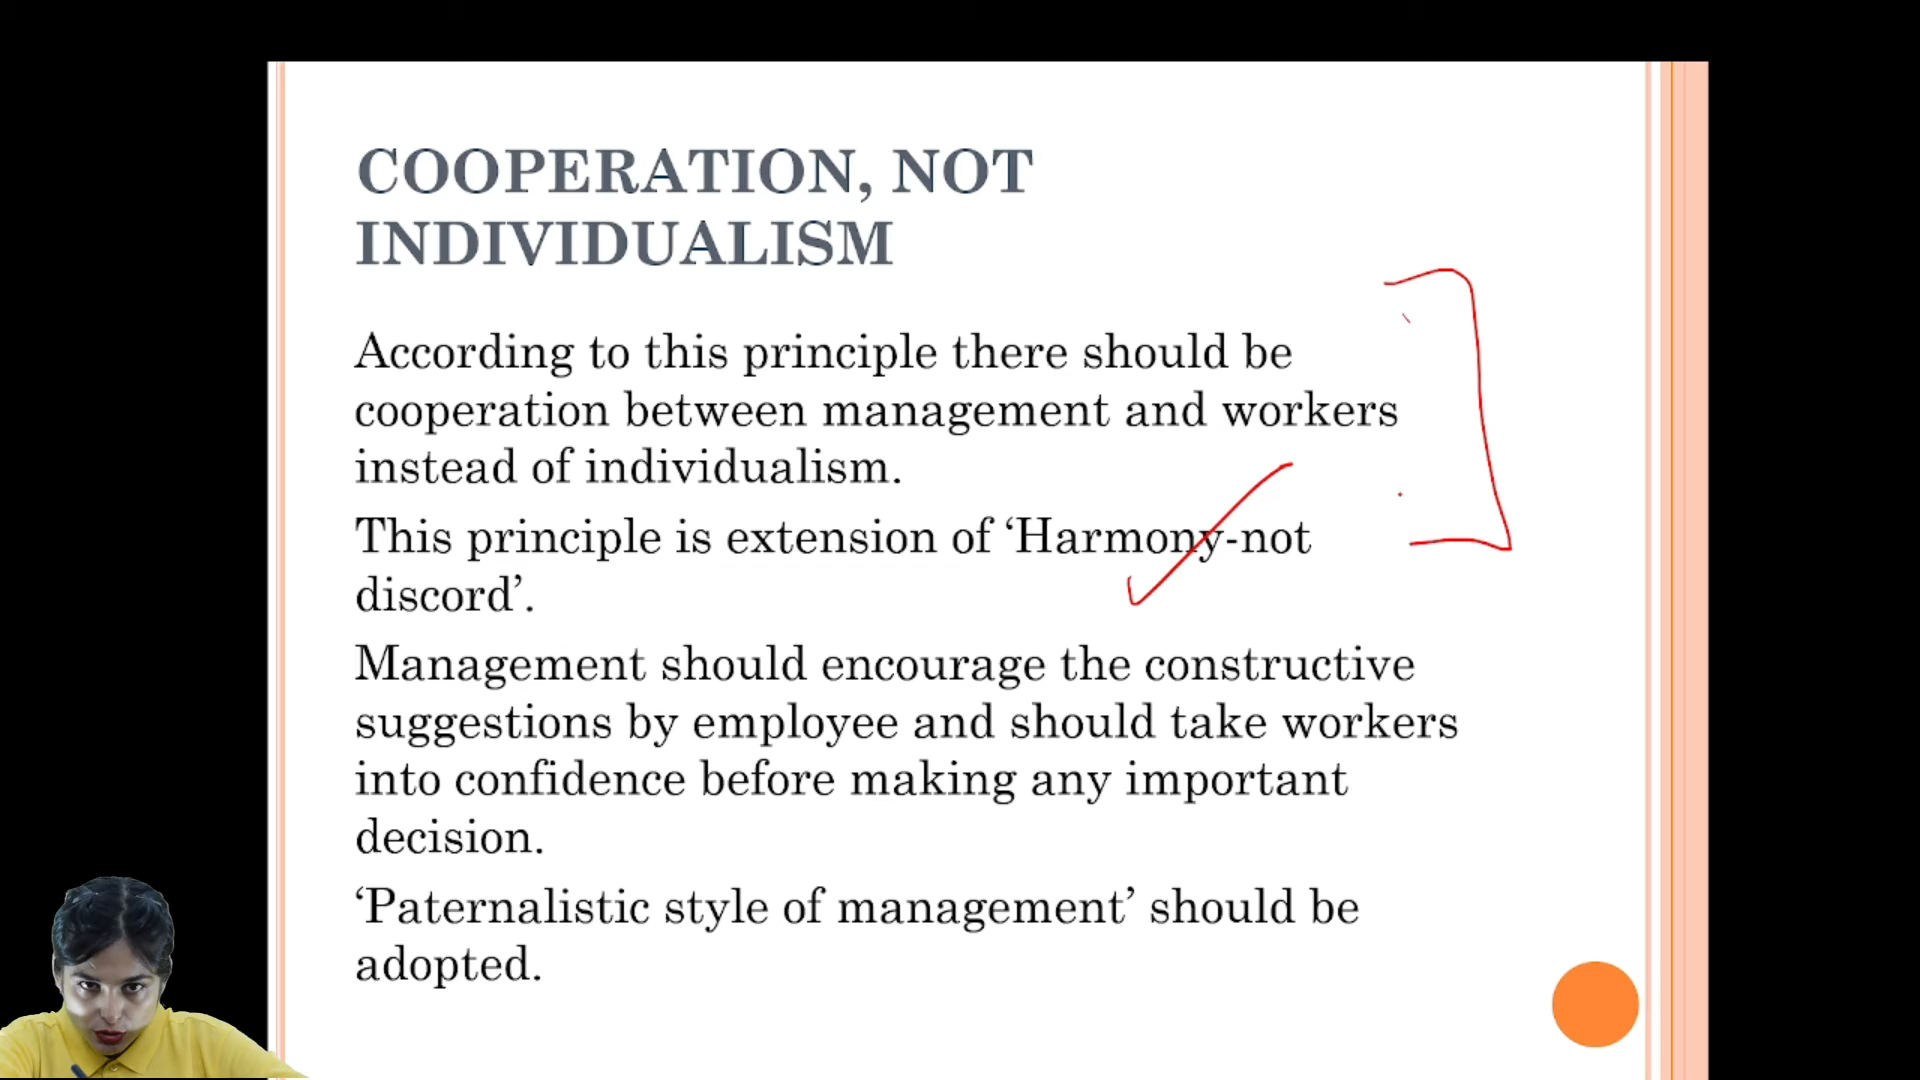 COOPERATION, NOT
INDIVIDUALISM
According to this principle there should be
cooperation between management and workers
instead of individualism.
This principle is extension of ‘Harmony-not
discord’.
Management should encourage the constructive
suggestions by employee and should take workers
into confidence before making any important
decision.
‘Paternalistic style of management’ should be
adopted.